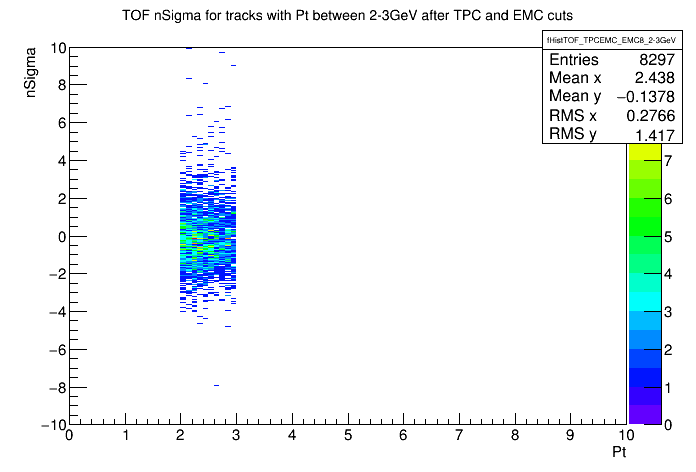 TOF nSigma for tracks with Pt between 2-3GeV after TPC and EMC cuts
fHistTOF_TPCEMC_EMC8_2-3GeV
Entries 8297
Mean x 2.438
Mean y −0.1378
RMS x 0.2766
RMS y 1.417
nSigma
10
8
6
4
2
0
−2
−4
−6
−8
−10
0 1 2 3 4 5 6 7 8 9 10
Pt
7
6
5
4
3
2
1
0